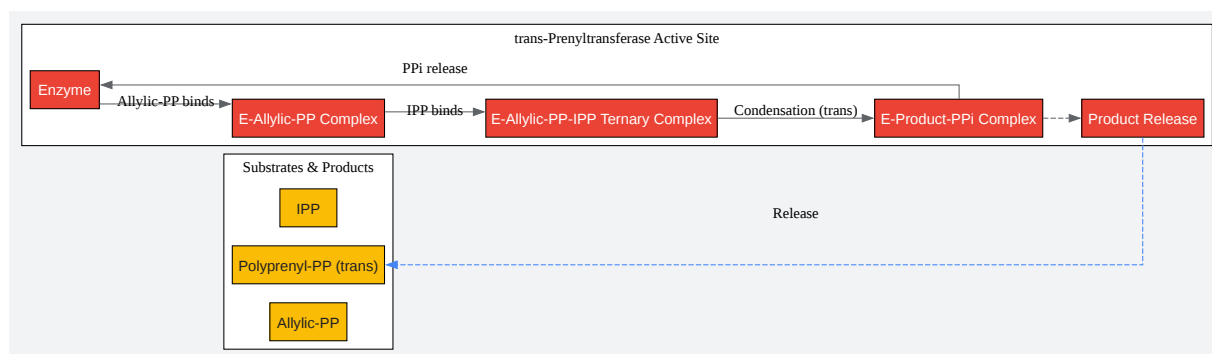 trans-Prenyltransferase Active Site
PPi release
Enzyme
Allylic-PP binds
E-Allylic-PP Complex
IPP binds
E-Allylic-PP-IPP Ternary Complex
Condensation (trans)
E-Product-PPi Complex
Product Release
Substrates & Products
IPP
Release
Polyprenyl-PP (trans)
Allylic-PP